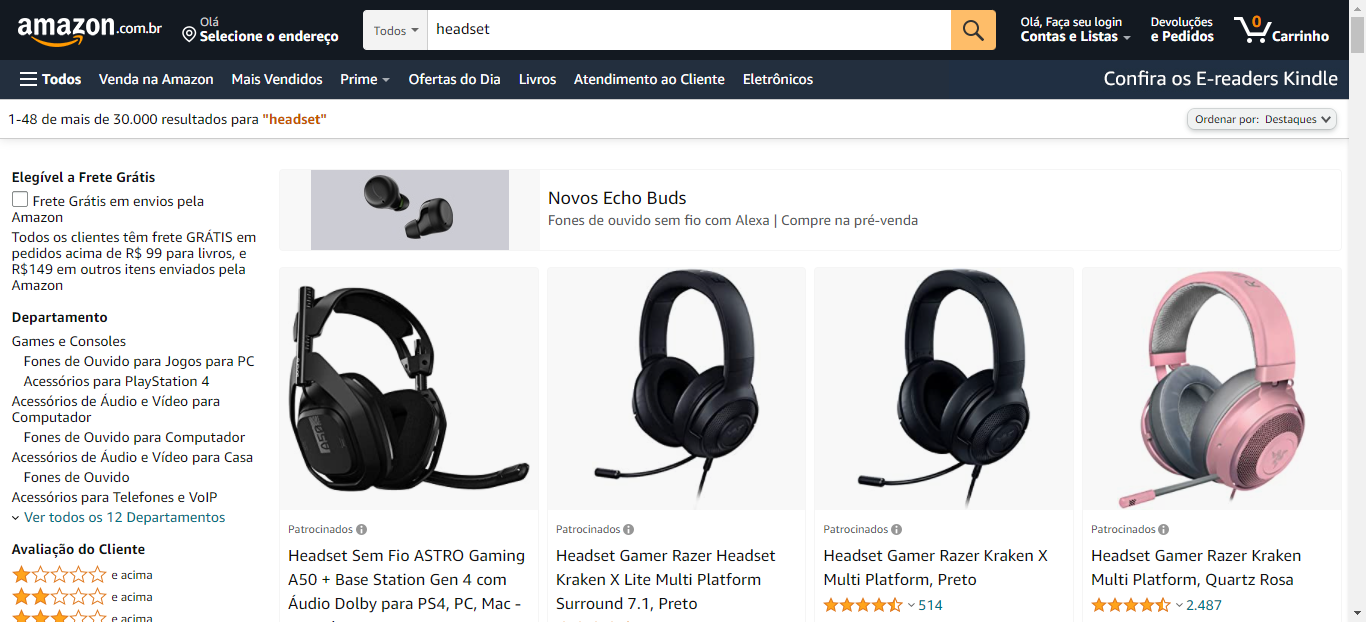 amazon.com.br
Olá
Selecione o endereço
Todos
headset
Olá, Faça seu login
Contas e Listas
Devoluções
e Pedidos
0
Carrinho
Todos
Venda na Amazon
Mais Vendidos
Prime
Ofertas do Dia
Livros
Atendimento ao Cliente
Eletrônicos
Confira os E-readers Kindle
1-48 de mais de 30.000 resultados para "headset"
Ordenar por: Destaques
Elegível a Frete Grátis
Frete Grátis em envios pela
Amazon
Todos os clientes têm frete GRÁTIS em
pedidos acima de R$ 99 para livros, e
R$149 em outros itens enviados pela
Amazon
Departamento
Games e Consoles
Fones de Ouvido para Jogos para PC
Acessórios para PlayStation 4
Acessórios de Áudio e Vídeo para
Computador
Fones de Ouvido para Computador
Acessórios de Áudio e Vídeo para Casa
Fones de Ouvido
Acessórios para Telefones e VoIP
Ver todos os 12 Departamentos
Avaliação do Cliente
e acima
e acima
e acima
Novos Echo Buds
Fones de ouvido sem fio com Alexa | Compre na pré-venda
A50
Patrocinados
Headset Sem Fio ASTRO Gaming
A50 + Base Station Gen 4 com
Áudio Dolby para PS4, PC, Mac -
Patrocinados
Headset Gamer Razer Headset
Kraken X Lite Multi Platform
Surround 7.1, Preto
Patrocinados
Headset Gamer Razer Kraken X
Multi Platform, Preto
514
Patrocinados
Headset Gamer Razer Kraken
Multi Platform, Quartz Rosa
2.487